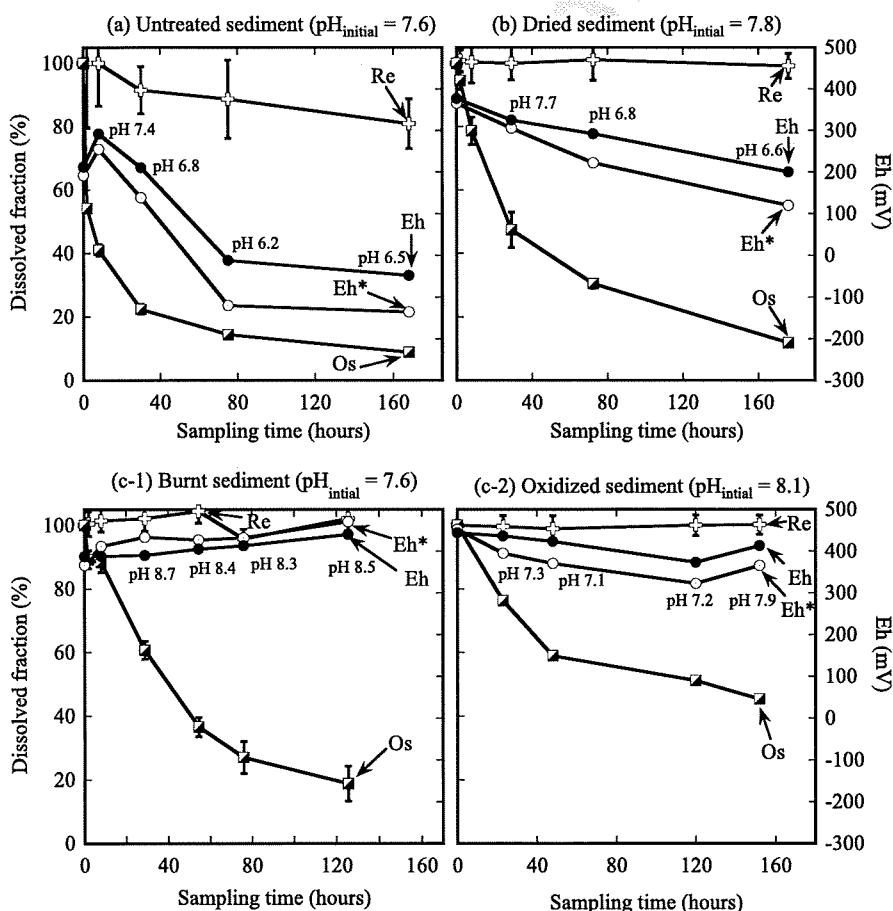 (a) Untreated sediment (pHinitial = 7.6)
(b) Dried sediment (pHinitial = 7.8)
100
80
60
40
20
0
Dissolved fraction (%)
Re
pH 7.4
pH 6.8
pH 6.2
pH 6.5
Eh
Eh*
Os
0 40 80 120 160
Sampling time (hours)
Re
pH 7.7
pH 6.8
pH 6.6
Eh
Eh*
Os
500
400
300
200
100
0
-100
-200
-300
Eh (mV)
0 40 80 120 160
Sampling time (hours)
(c-1) Burnt sediment (pHintial = 7.6)
(c-2) Oxidized sediment (pHintial = 8.1)
100
80
60
40
20
0
Dissolved fraction (%)
Re
Eh*
Eh
pH 8.7
pH 8.4
pH 8.3
pH 8.5
Os
0 40 80 120 160
Sampling time (hours)
Re
Eh
Eh*
pH 7.3
pH 7.1
pH 7.2
pH 7.9
Os
500
400
300
200
100
0
-100
-200
-300
Eh (mV)
0 40 80 120 160
Sampling time (hours)